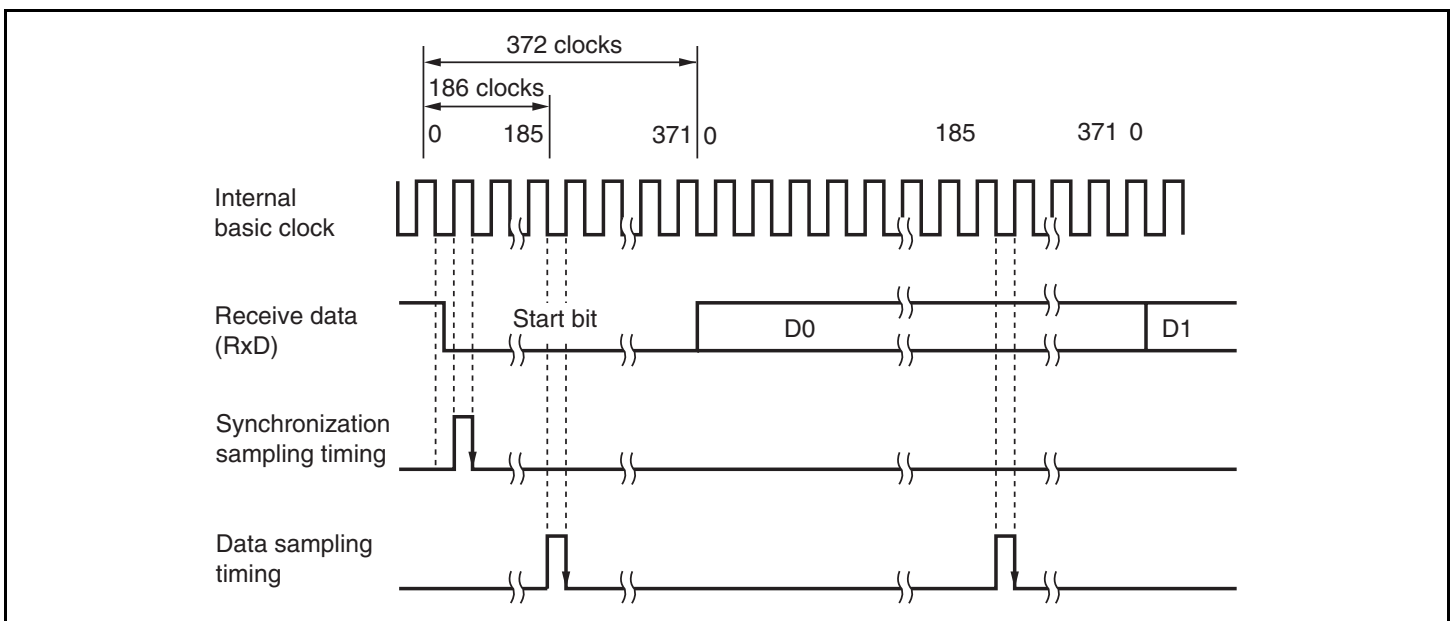 372 clocks
186 clocks
0 185 371 0 185 371 0
Internal
basic clock
Receive data
(RxD)
Start bit
D0
D1
Synchronization
sampling timing
Data sampling
timing